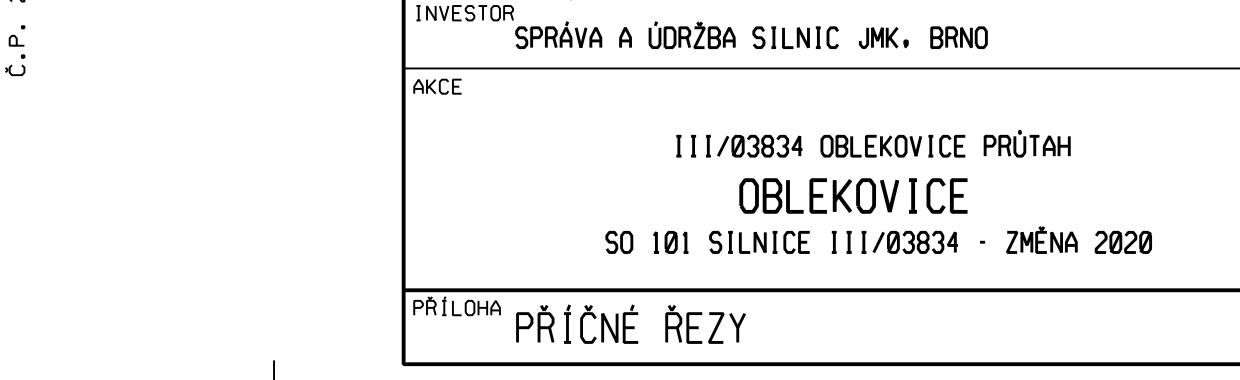 Č.P.
INVESTOR
SPRÁVA A ÚDRŽBA SILNIC JMK, BRNO
AKCE
III/03834 OBLEKOVICE PRŮTAH
OBLEKOVICE
SO 101 SILNICE III/03834 - ZMĚNA 2020
PŘÍLOHA
PŘÍČNÉ ŘEZY